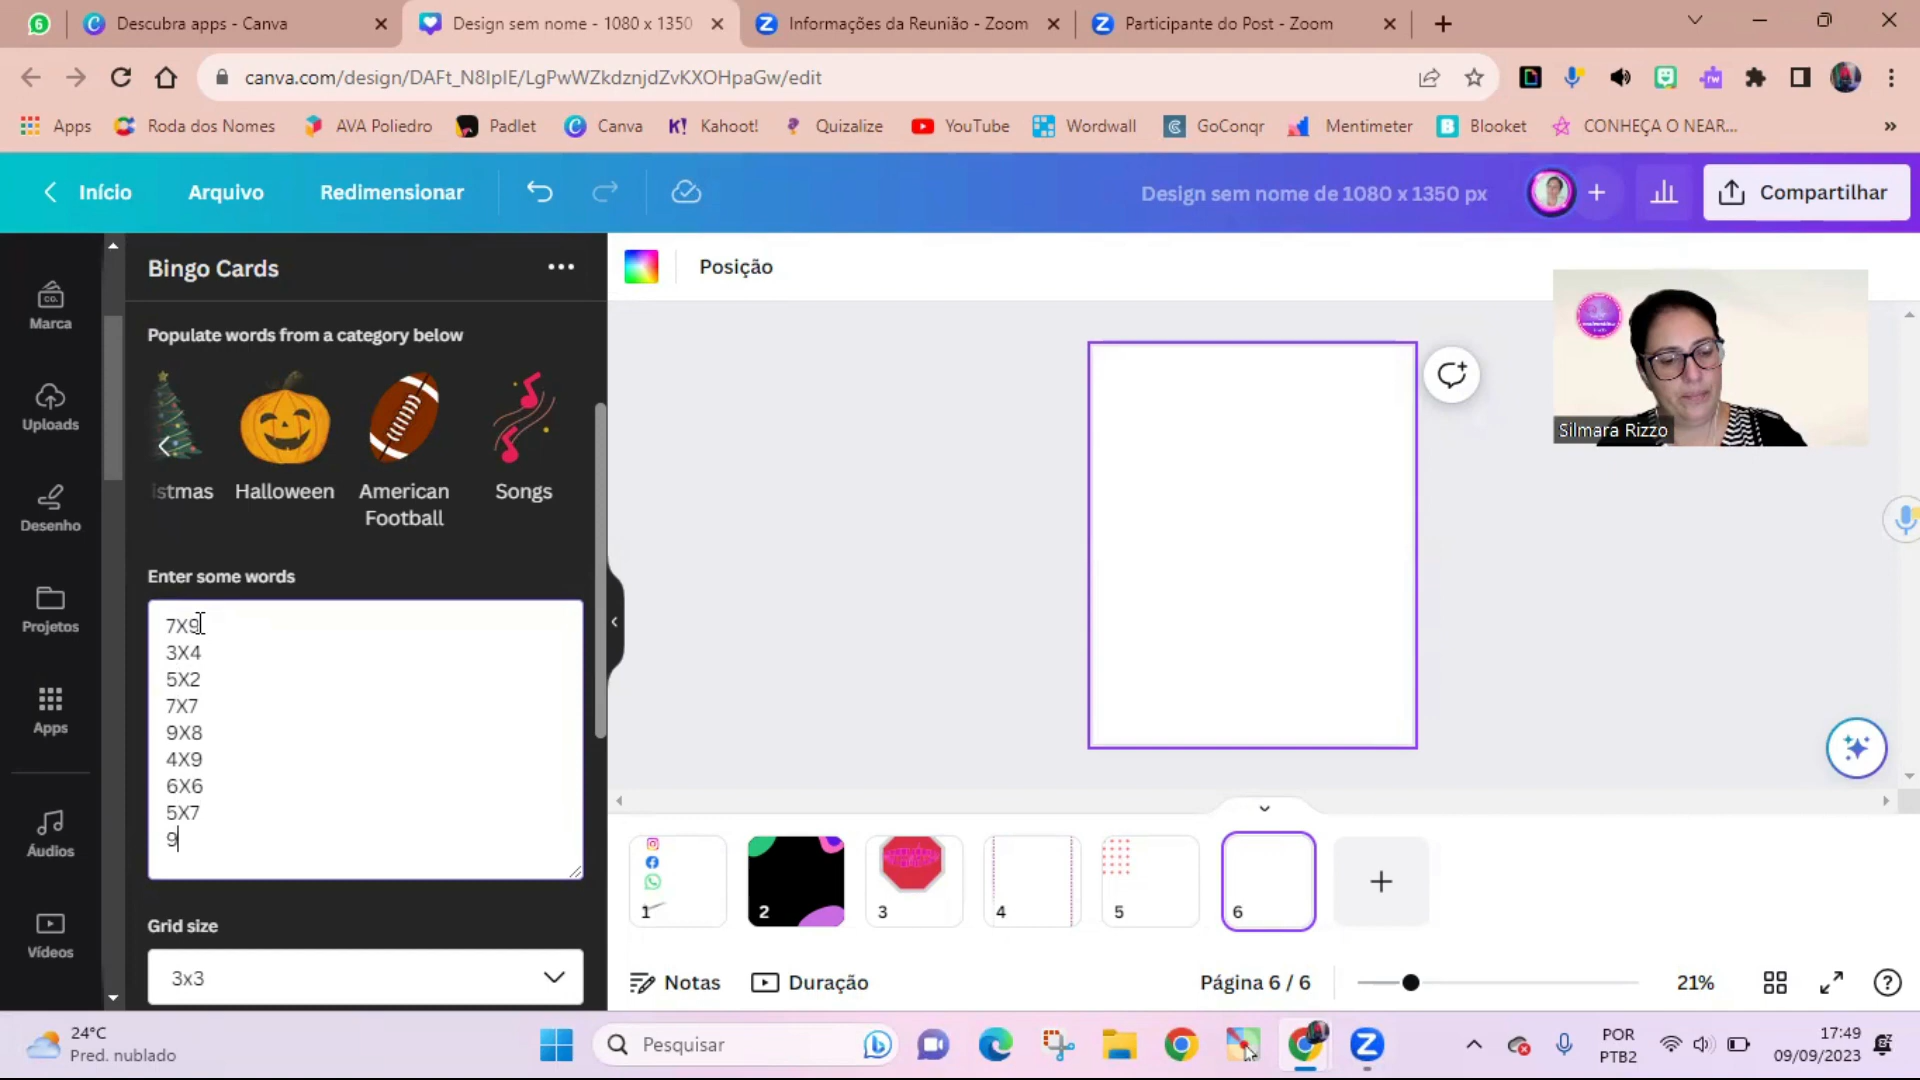 6
Descubra apps - Canva
Design sem nome - 1080 x 1350
Informações da Reunião - Zoom
Participante do Post - Zoom
canva.com/design/DAFt_N8IpIE/LgPwWZkdznjdZvKXOHpaGw/edit
Apps
Roda dos Nomes
AVA Poliedro
Padlet
Canva
K! Kahoot!
Quizalize
YouTube
Wordwall
GoConqr
Mentimeter
B Blooket
CONHEÇA O NEAR...
»
Início
Arquivo
Redimensionar
Design sem nome de 1080 x 1350 px
Compartilhar
CO.
Marca
Uploads
Desenho
Projetos
Apps
Áudios
Vídeos
Bingo Cards
Populate words from a category below
istmas
Halloween
American
Football
Songs
Enter some words
7X9
3X4
5X2
7X7
9X8
4X9
6X6
5X7
9
Grid size
3x3
Posição
Silmara Rizzo
1
2
3
4
5
6
Notas
Duração
Página 6 / 6
21%
24°C
Pred. nublado
Pesquisar
POR
PTB2
17:49
09/09/2023